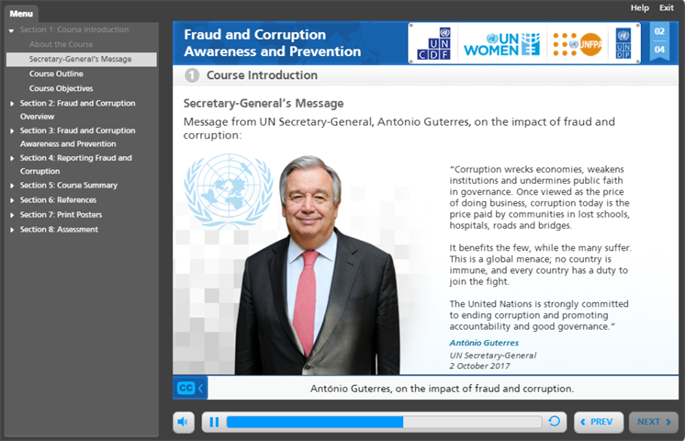 Help Exit
Menu
Section 1: Course Introduction
About the Course
Secretary-General's Message
Course Outline
Course Objectives
Section 2: Fraud and Corruption
Overview
Section 3: Fraud and Corruption
Awareness and Prevention
Section 4: Reporting Fraud and
Corruption
Section 5: Course Summary
Section 6: References
Section 7: Print Posters
Section 8: Assessment
Fraud and Corruption
Awareness and Prevention
UN
CDF
UN
WOMEN
UNFPA
UN
DP
02
04
1 Course Introduction
Secretary-General's Message
Message from UN Secretary-General, António Guterres, on the impact of fraud and
corruption:
“Corruption wrecks economies, weakens
institutions and undermines public faith
in governance. Once viewed as the price
of doing business, corruption today is the
price paid by communities in lost schools,
hospitals, roads and bridges.
It benefits the few, while the many suffer.
This is a global menace; no country is
immune, and every country has a duty to
join the fight.
The United Nations is strongly committed
to ending corruption and promoting
accountability and good governance.”
António Guterres
UN Secretary-General
2 October 2017
CC
António Guterres, on the impact of fraud and corruption.
PREV
NEXT